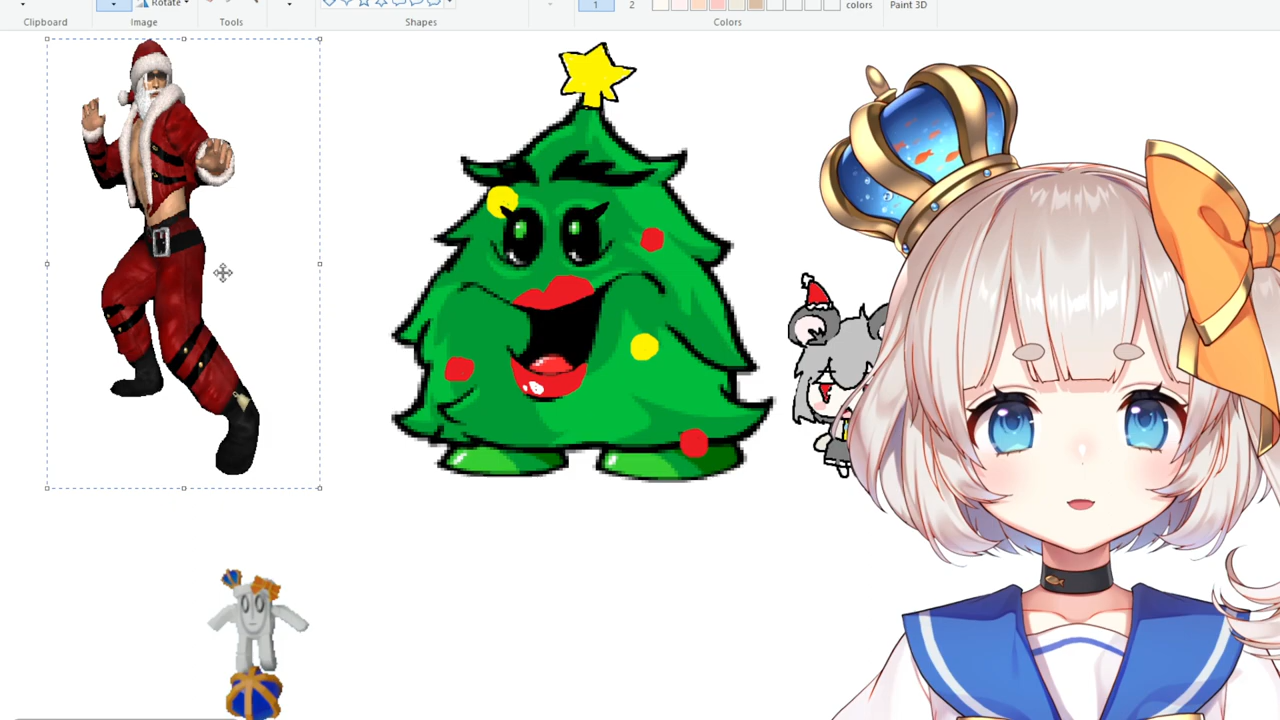 Rotate
1
2
colors
Paint 3D
Clipboard
Image
Tools
Shapes
Colors